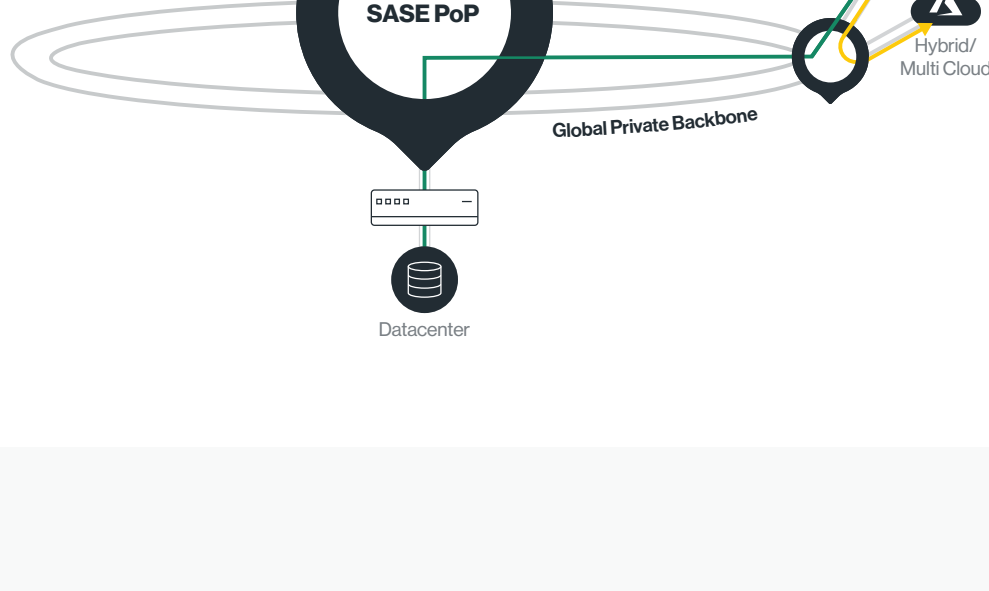 SASE PoP
Hybrid/
Multi Cloud
Global Private Backbone
Datacenter